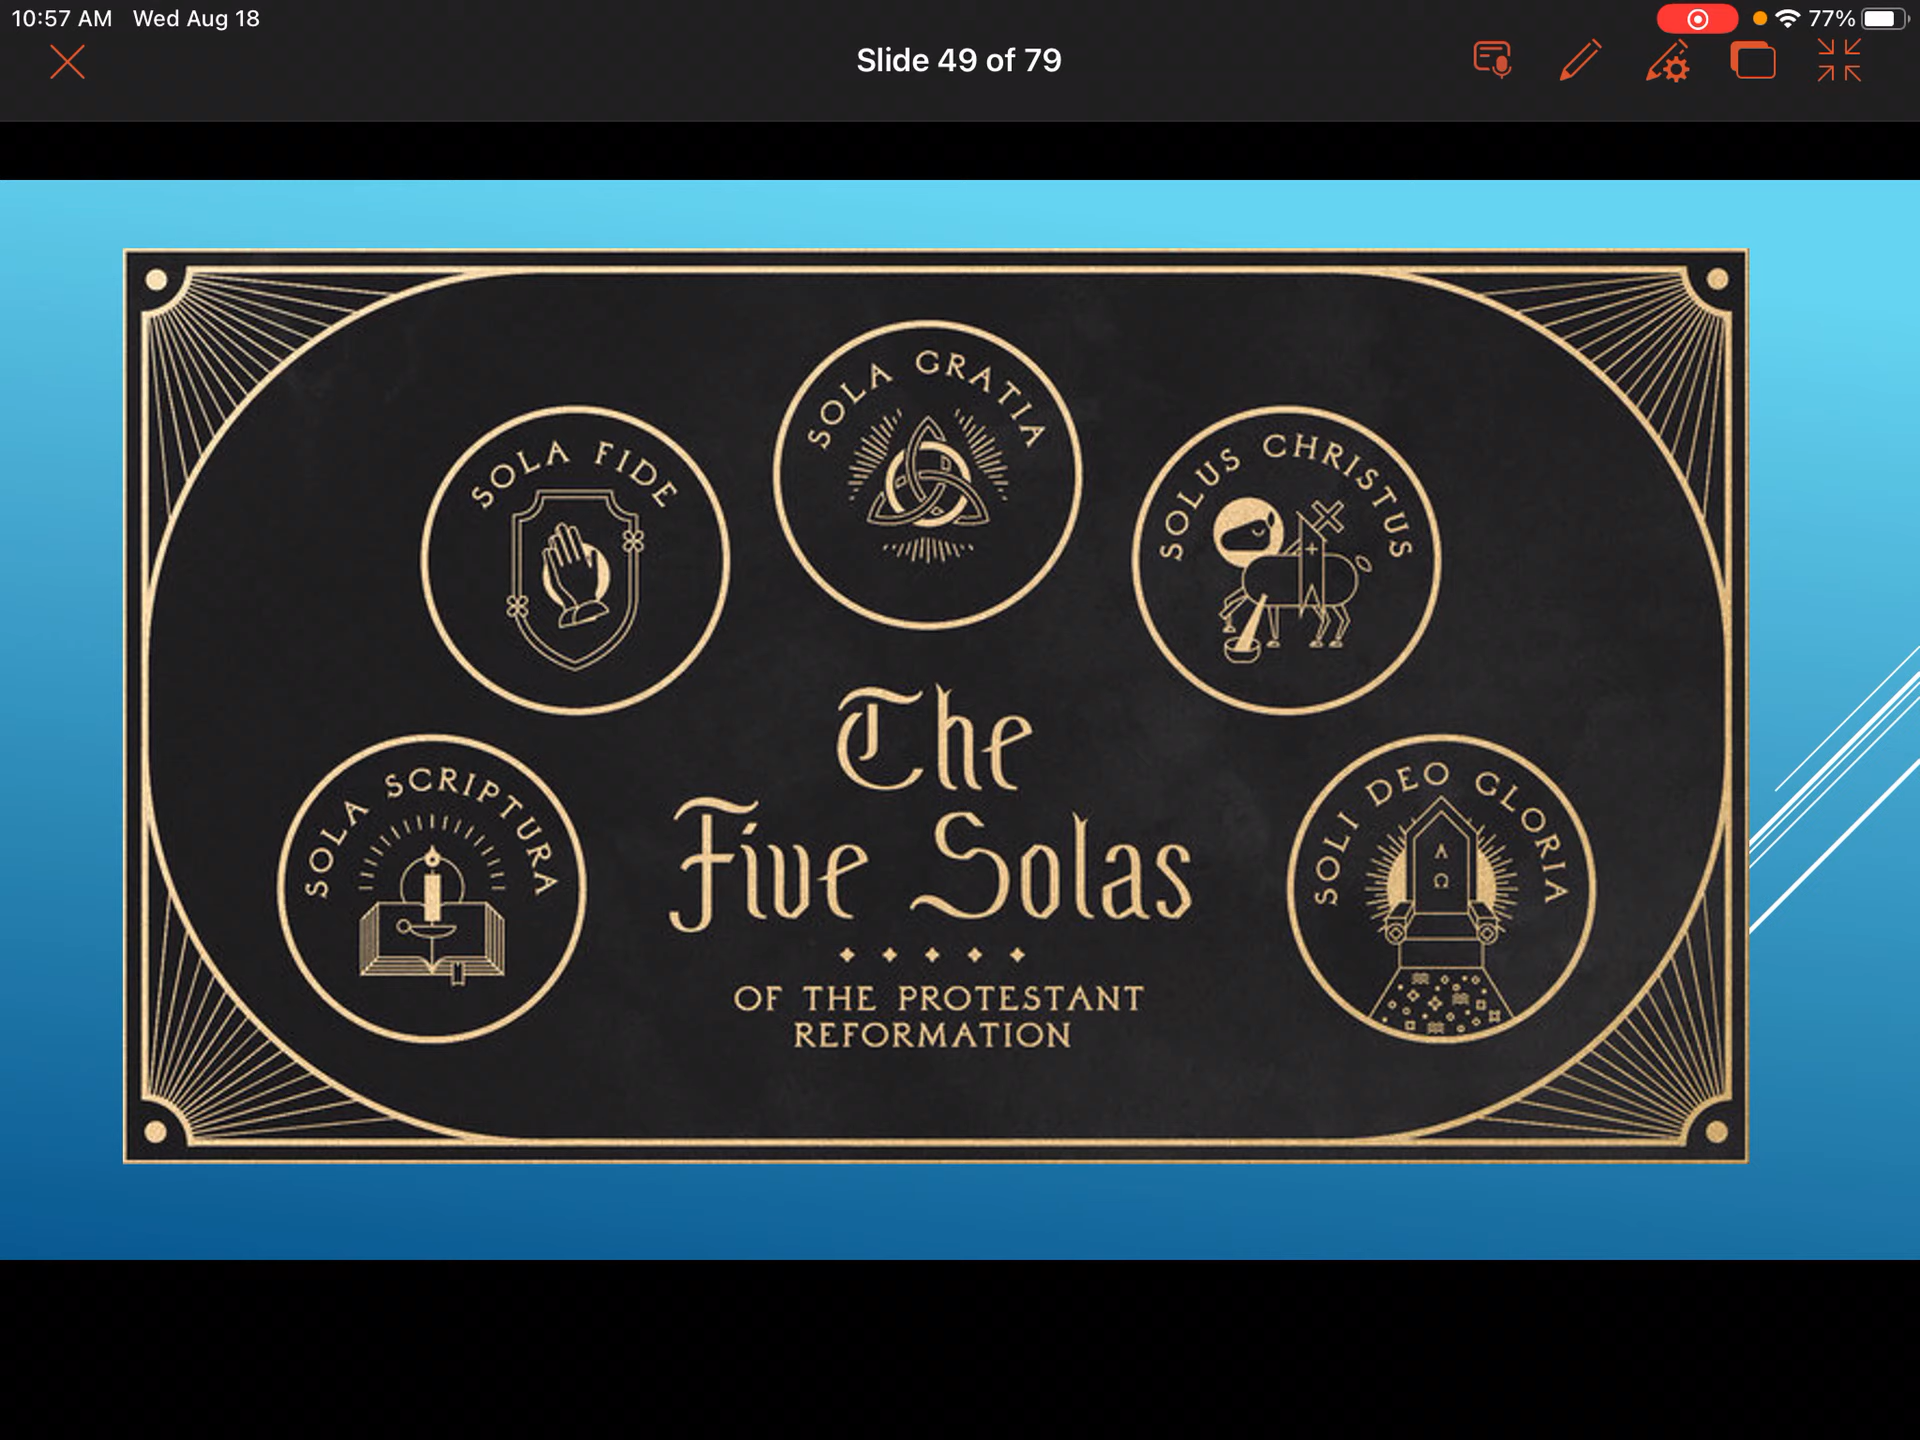 10:57 AM Wed Aug 18
77%
Slide 49 of 79
SOLA GRATIA
SOLA FIDE
SOLUS CHRISTUS
SOLA SCRIPTURA
SOLI DEO GLORIA
Α
Ω
The
Five Solas
OF THE PROTESTANT
REFORMATION